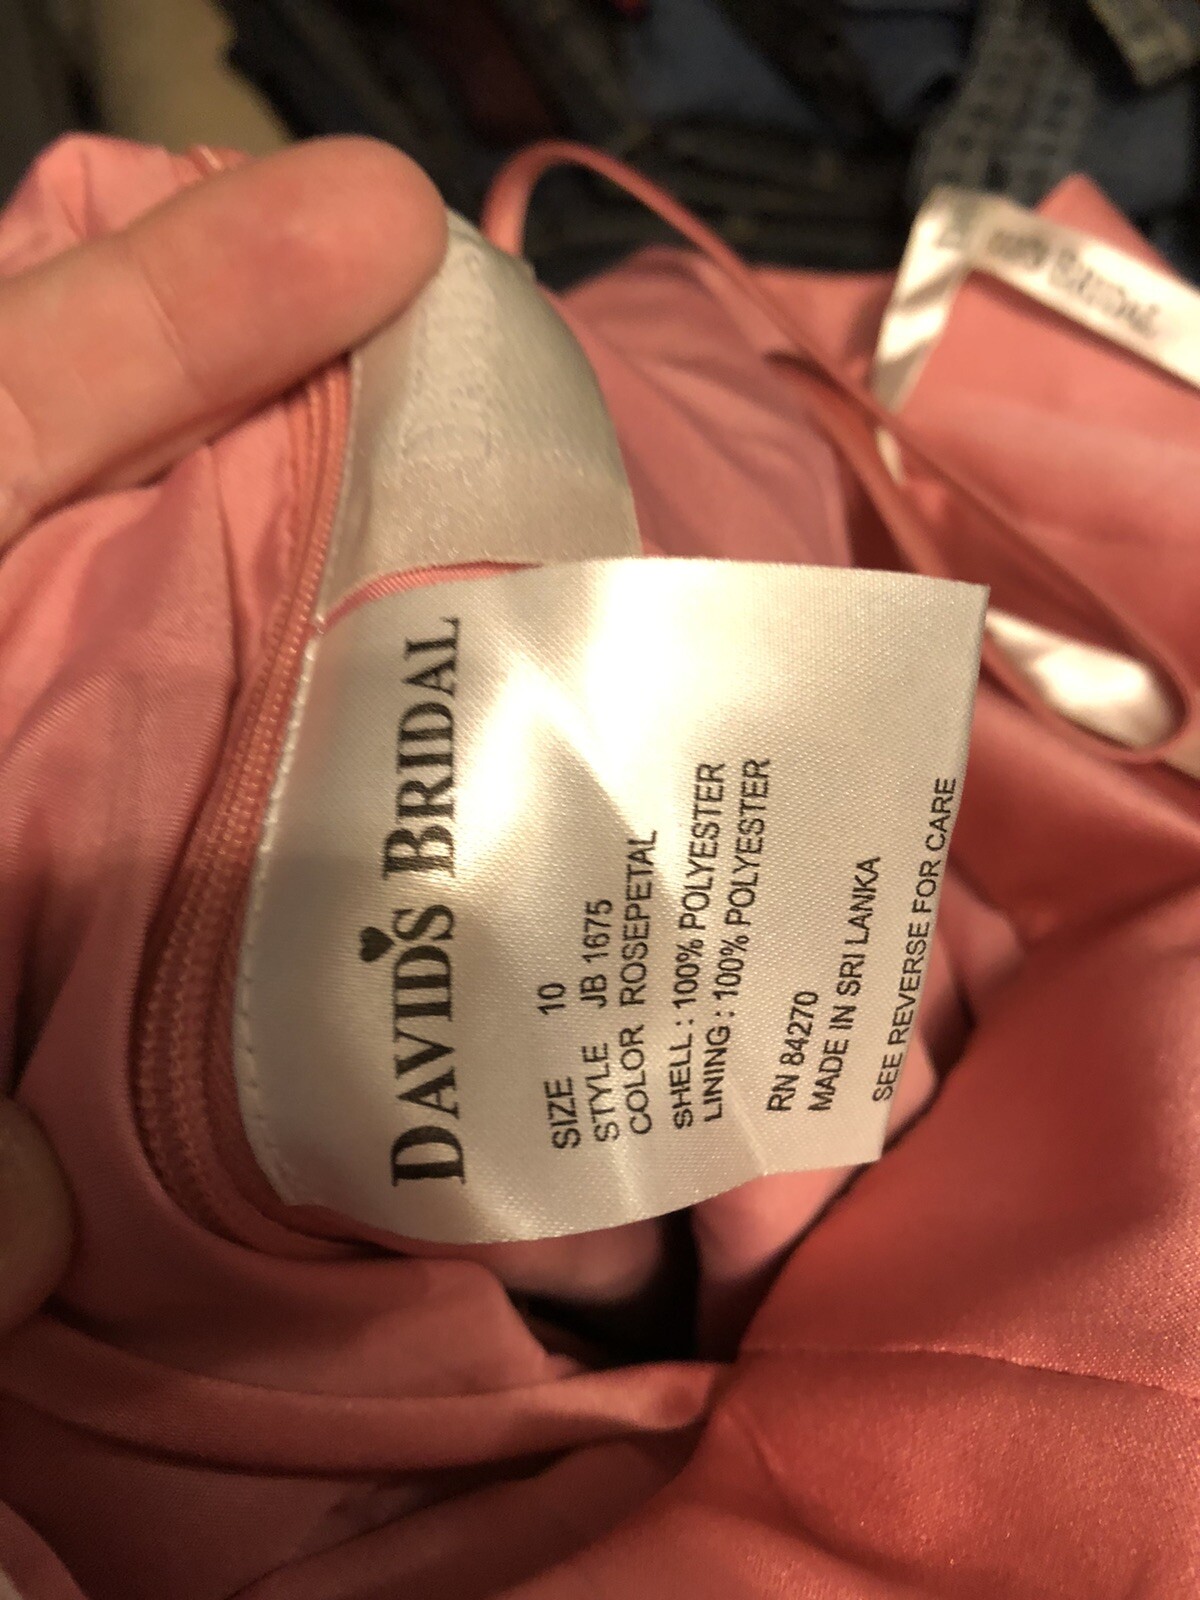 DAVID'S BRIDAL
SIZE 10
STYLE JB 1675
COLOR ROSEPETAL
SHELL : 100% POLYESTER
LINING : 100% POLYESTER
RN 84270
MADE IN SRI LANKA
SEE REVERSE FOR CARE